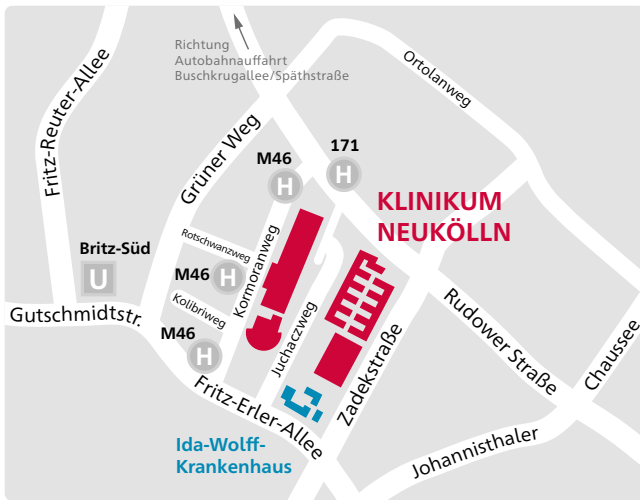 Richtung
Autobahnauffahrt
Buschkrugallee/Späthstraße
Ortolanweg
Fritz-Reuter-Allee
Grüner Weg
171
H
M46
H
KLINIKUM
NEUKÖLLN
Rotschwanzweg
Britz-Süd
U
M46
H
Kormoranweg
Kolibriweg
Gutschmidtstr.
M46
H
Juchaczweg
Zadekstraße
Rudower Straße
Chaussee
Fritz-Erler-Allee
Johannisthaler
Ida-Wolff-
Krankenhaus